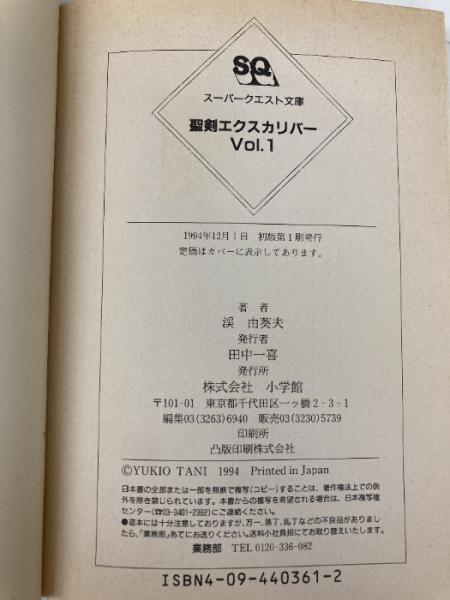 SQ
スーパークエスト文庫
聖剣エクスカリバー
Vol.1
1994年12月1日 初版第1刷発行
定価はカバーに表示してあります。
著者
渓 由葵夫
発行者
田中一喜
発行所
株式会社 小学館
〒101-01 東京都千代田区一ッ橋2-3-1
編集03(3263)6940 販売03(3230)5739
印刷所
凸版印刷株式会社
©YUKIO TANI 1994 Printed in Japan
日本書の全部または一部を無断で複写(コピー)することは、著作権法上での例
外を除き禁じられています。本書からの複写を希望される場合は、日本複写権
センター(☎03-3401-2382)にご連絡ください。
●造本には十分注意しておりますが、万一、落丁、乱丁などの不良品がありまし
たら、「業務部」あてにお送りください。送料小社負担にてお取り替えいたします。
業務部 TEL 0120-336-082
ISBN4-09-440361-2